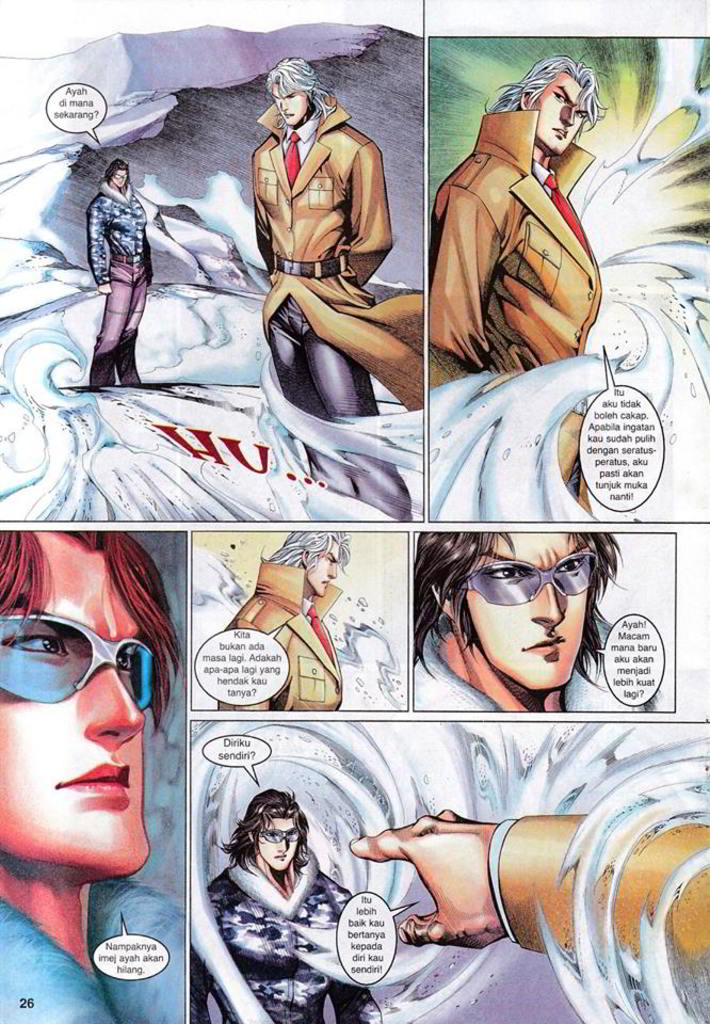 Ayah
di mana
sekarang?
HU...
Itu
aku tidak
boleh cakap.
Apabila ingatan
kau sudah pulih
dengan seratus-
peratus, aku
pasti akan
tunjuk muka
nanti!
Nampaknya
imej ayah akan
hilang.
Kita
bukan ada
masa lagi. Adakah
apa-apa lagi yang
hendak kau
tanya?
Ayah!
Macam
mana baru
aku akan
menjadi
lebih kuat
lagi?
Diriku
sendiri?
Itu
lebih
baik kau
bertanya
kepada
diri kau
sendiri!
26